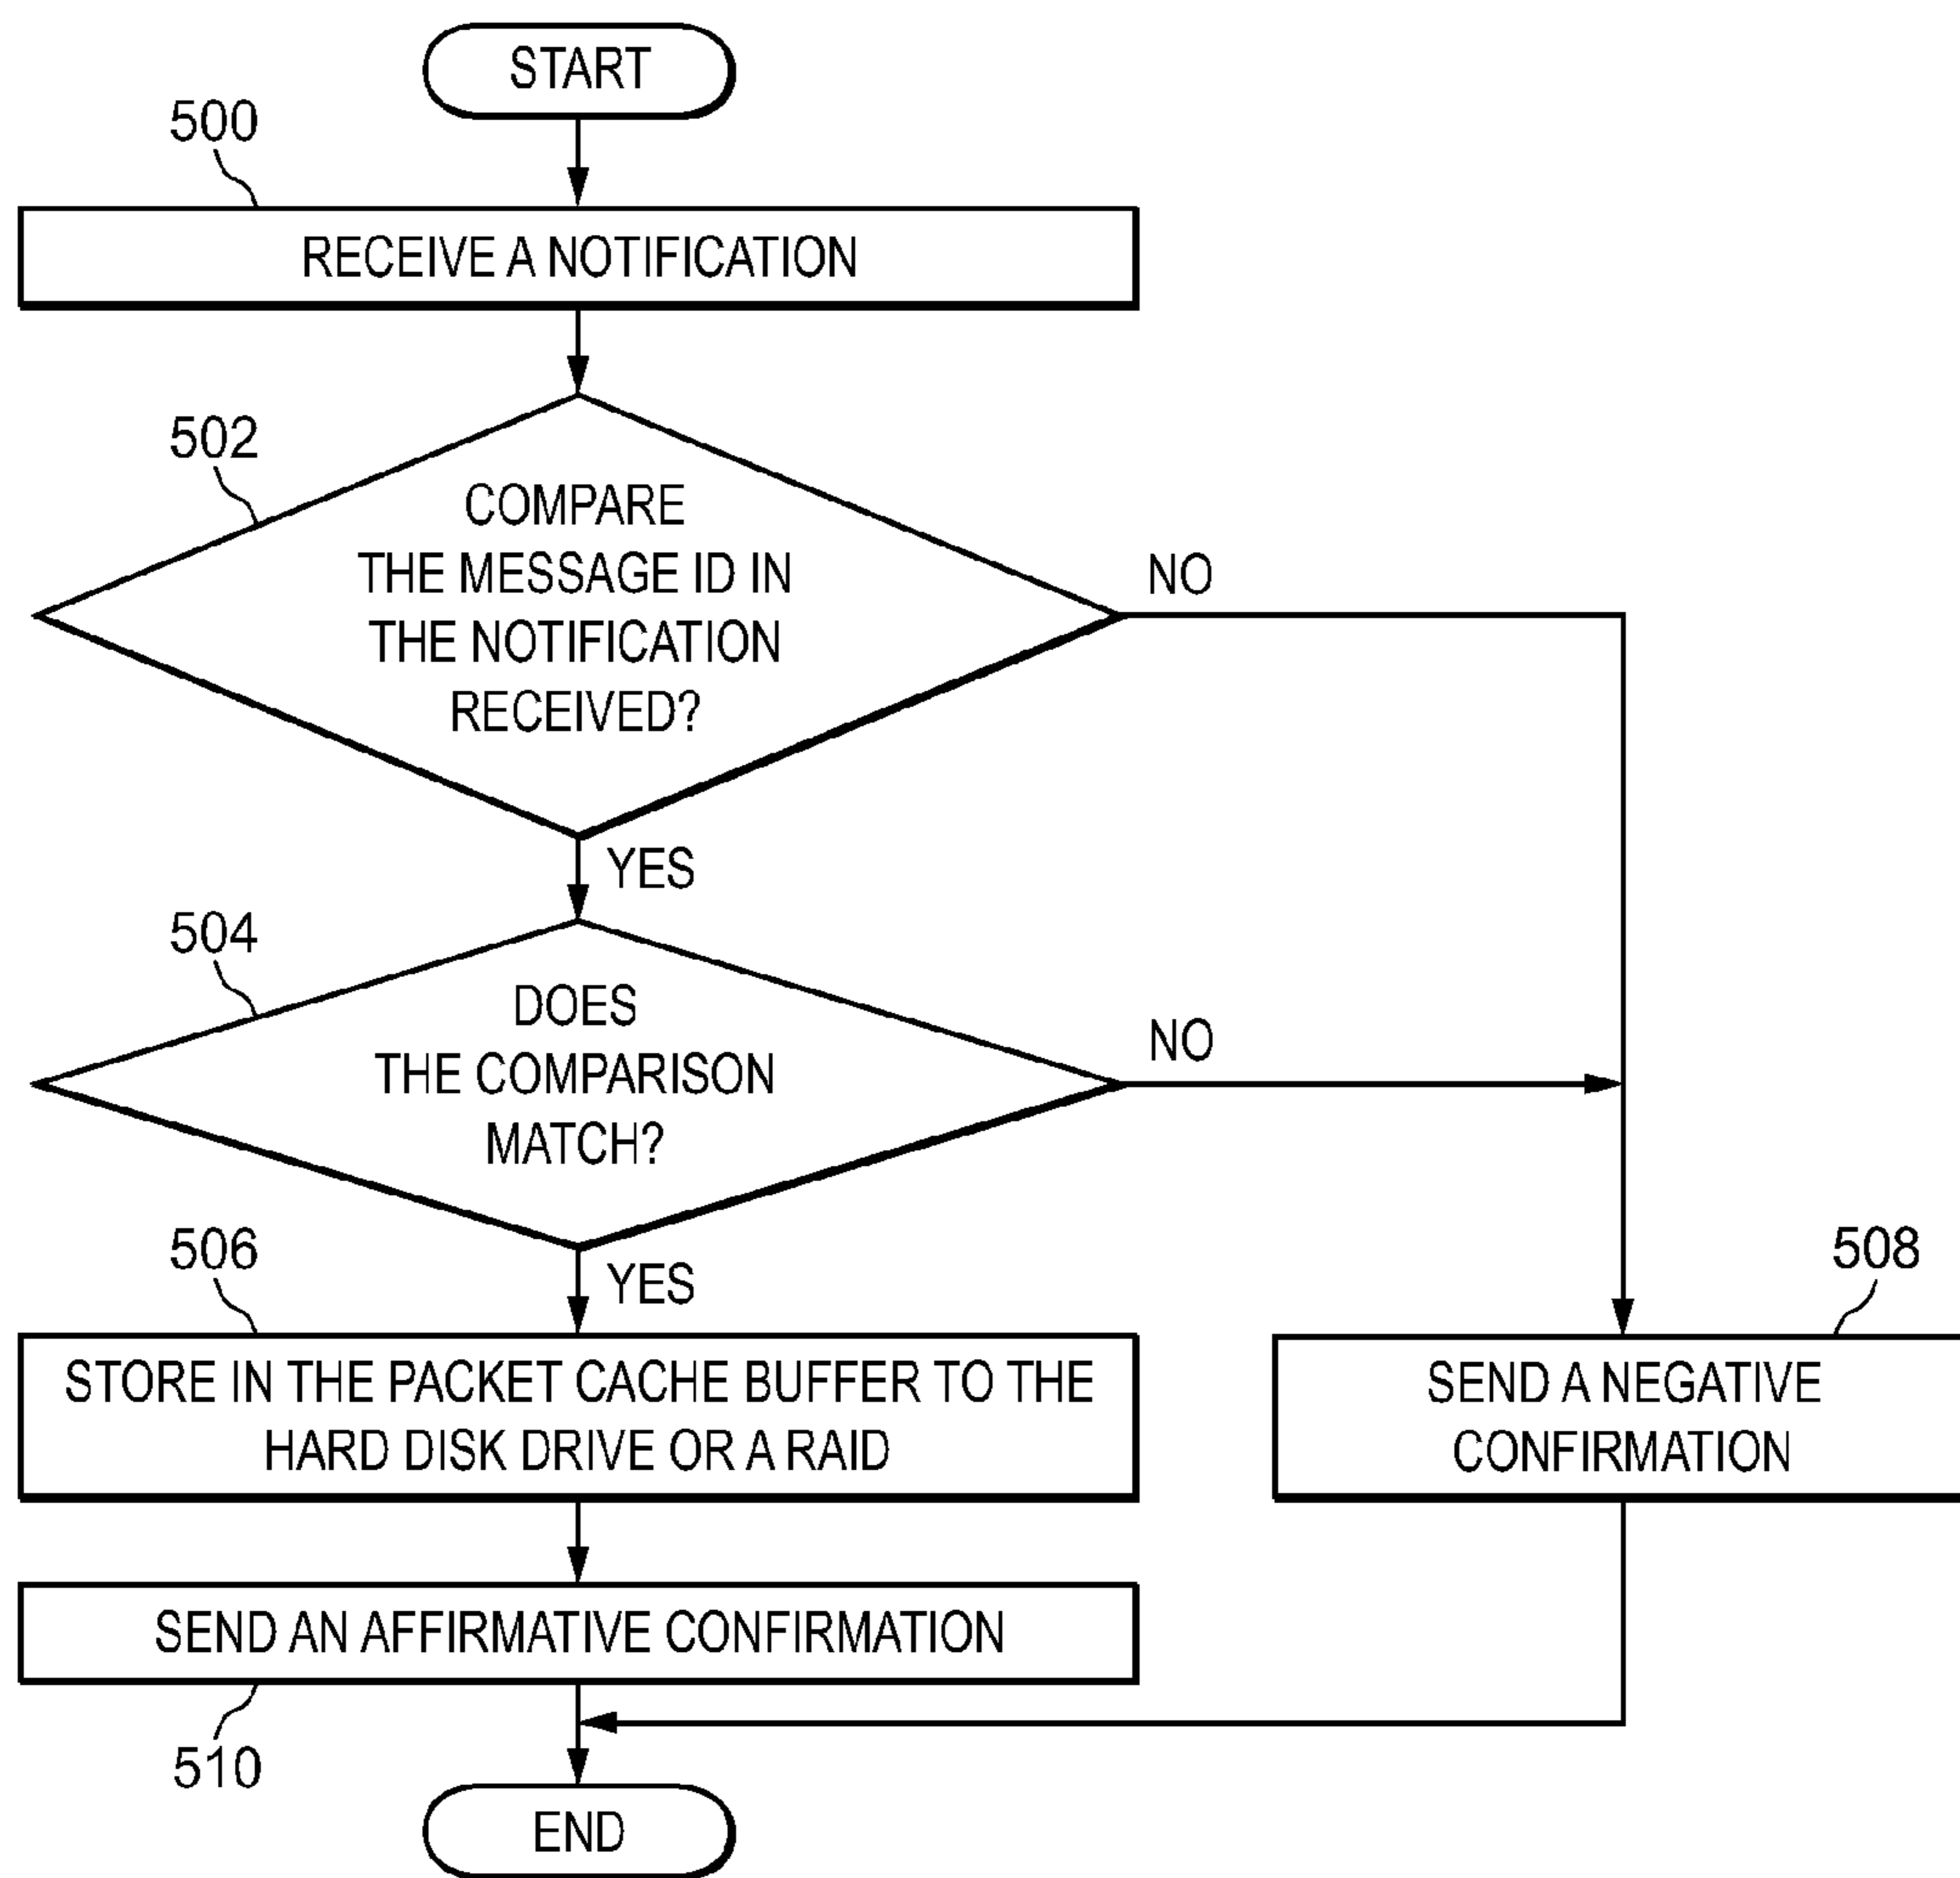 START
500
RECEIVE A NOTIFICATION
502
COMPARE
THE MESSAGE ID IN
THE NOTIFICATION
RECEIVED?
NO
YES
504
DOES
THE COMPARISON
MATCH?
NO
YES
506
STORE IN THE PACKET CACHE BUFFER TO THE
HARD DISK DRIVE OR A RAID
508
SEND A NEGATIVE
CONFIRMATION
SEND AN AFFIRMATIVE CONFIRMATION
510
END